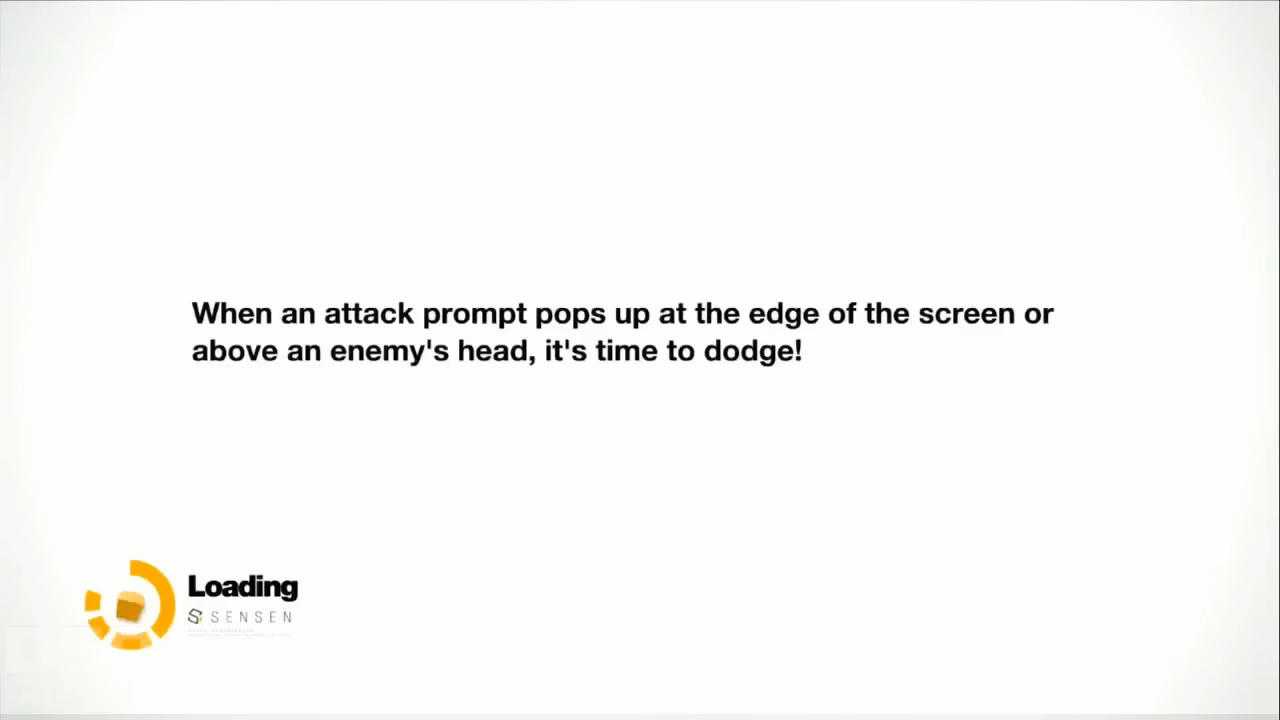 When an attack prompt pops up at the edge of the screen or
above an enemy's head, it's time to dodge!
Loading
SENSEN